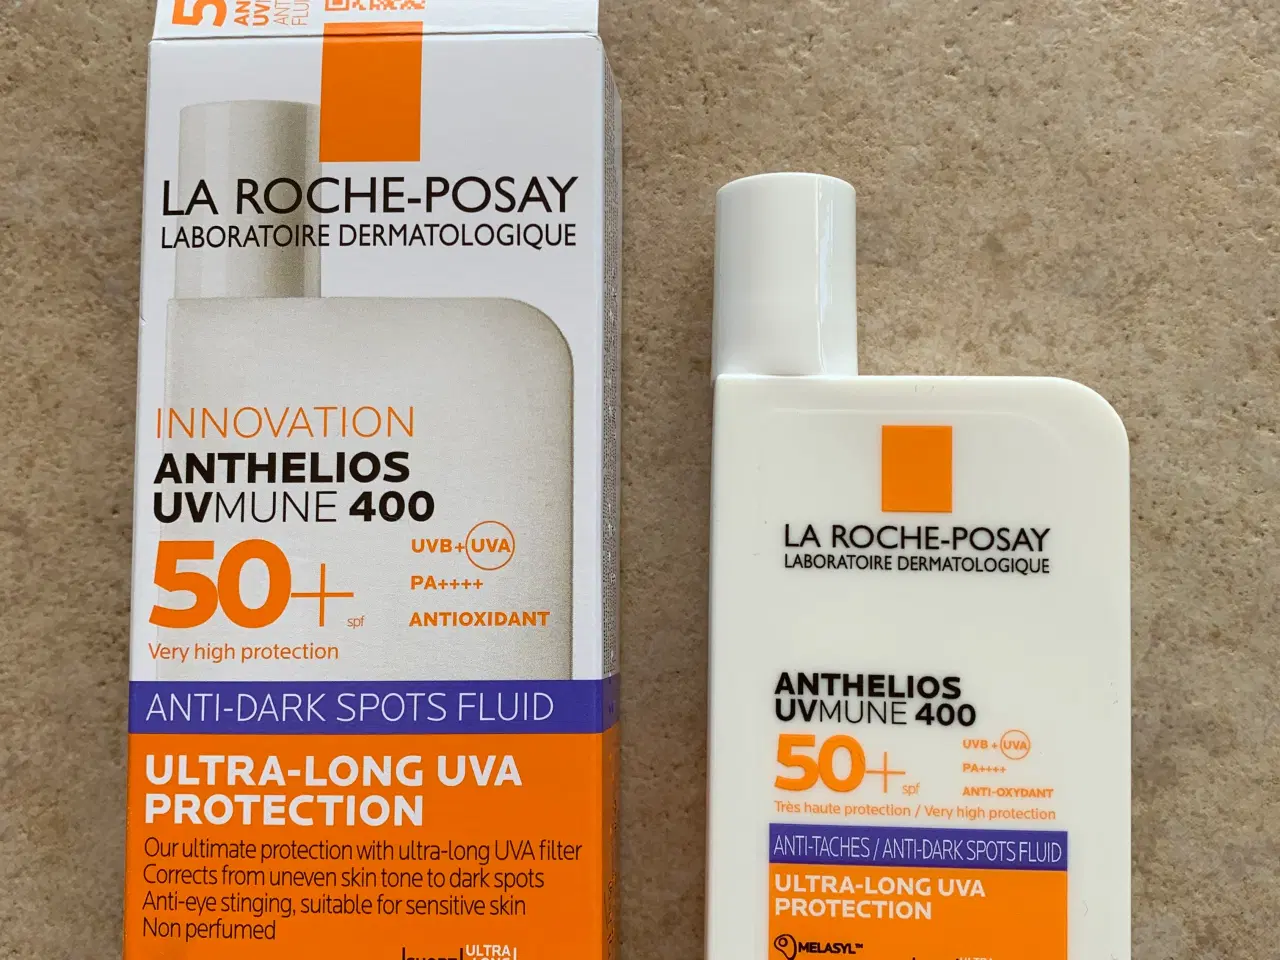 LA ROCHE-POSAY
LABORATOIRE DERMATOLOGIQUE
INNOVATION
ANTHELIOS
UVMUNE 400
50+ spf
UVB+UVA
PA++++
ANTIOXIDANT
Very high protection
ANTI-DARK SPOTS FLUID
ULTRA-LONG UVA
PROTECTION
Our ultimate protection with ultra-long UVA filter
Corrects from uneven skin tone to dark spots
Anti-eye stinging, suitable for sensitive skin
Non perfumed
ULTRA
LA ROCHE-POSAY
LABORATOIRE DERMATOLOGIQUE
ANTHELIOS
UVMUNE 400
50+ spf
UVB + UVA
PA++++
ANTI-OXYDANT
Très haute protection / Very high protection
ANTI-TACHES / ANTI-DARK SPOTS FLUID
ULTRA-LONG UVA
PROTECTION
MELASYL™